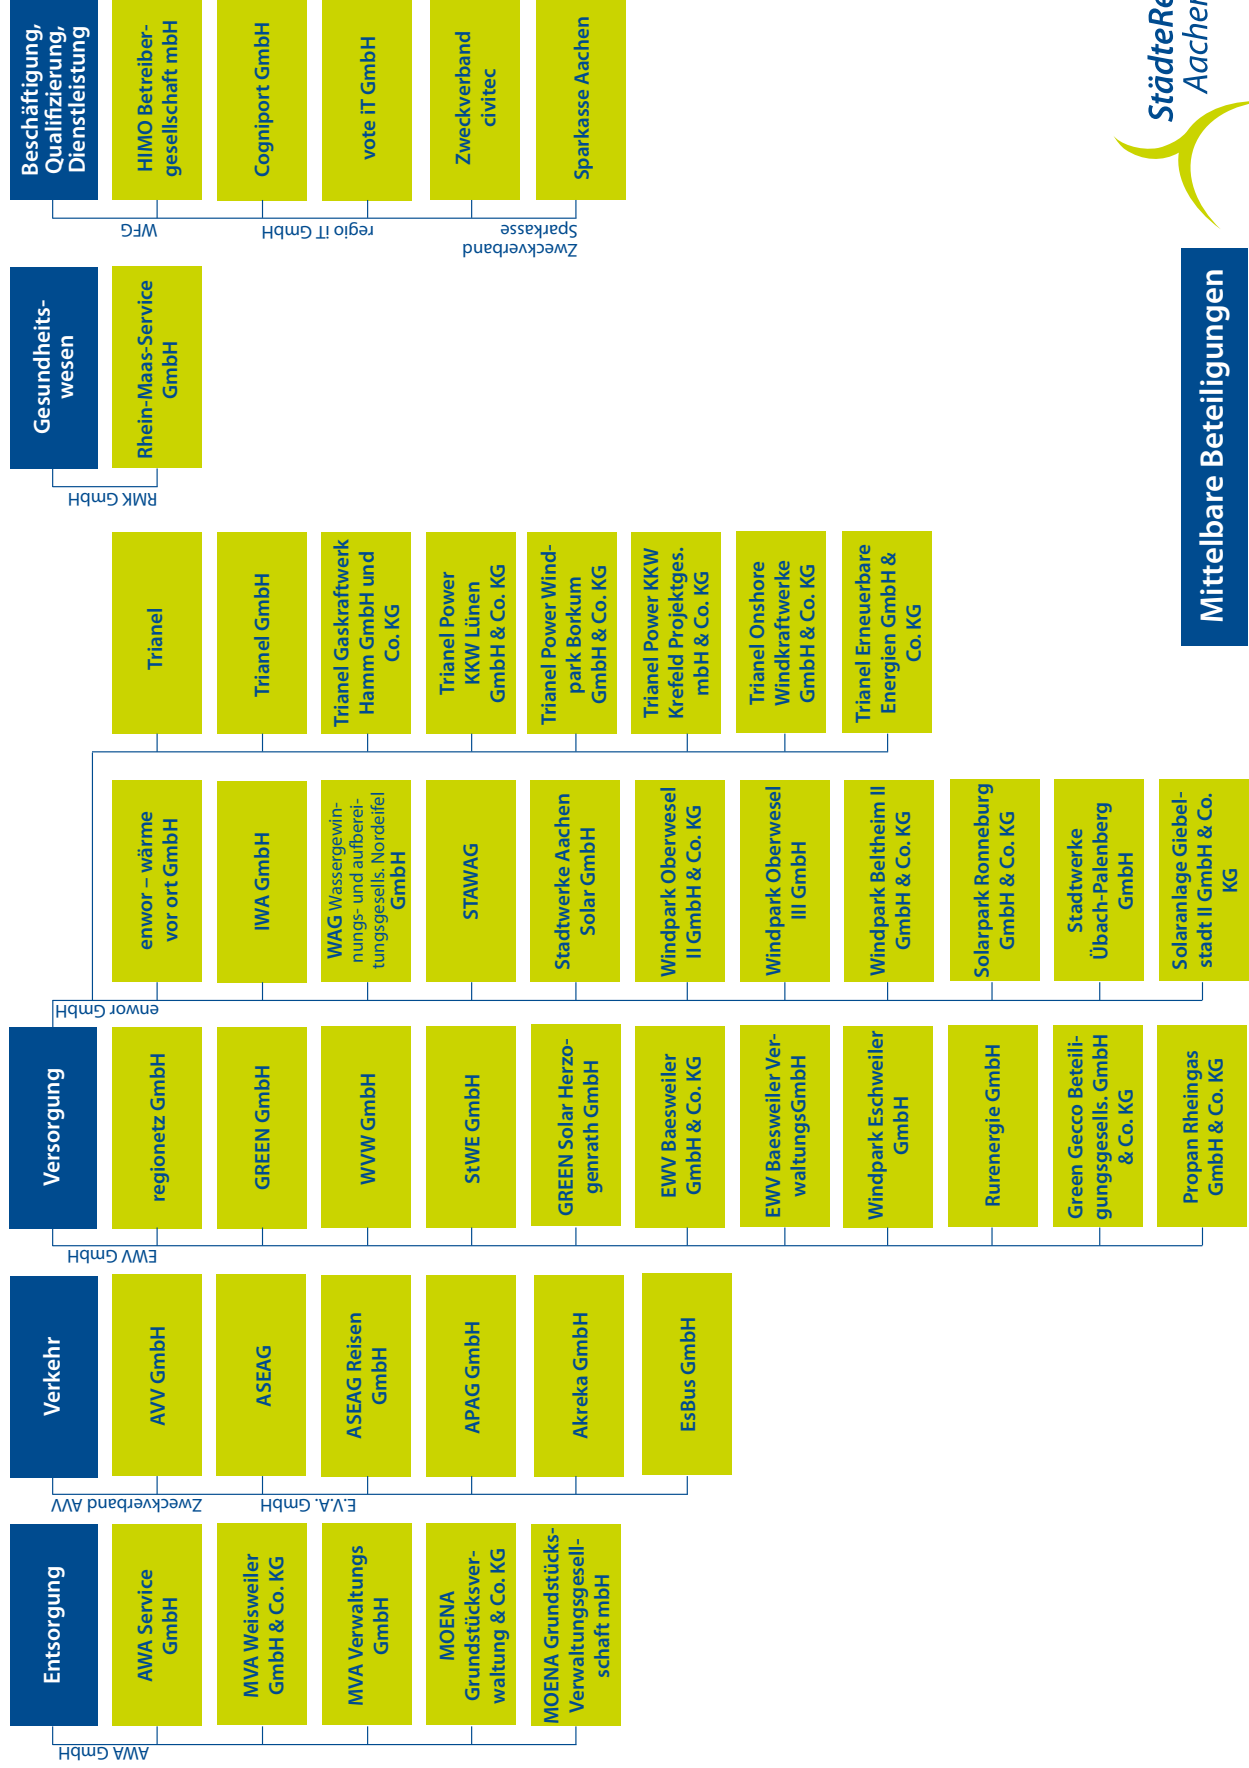 Entsorgung
AWA GmbH
AWA Service
GmbH
MVA Weisweiler
GmbH & Co. KG
MVA Verwaltungs
GmbH
MOENA
Grundstücksver-
waltung & Co. KG
MOENA Grundstücks-
Verwaltungsgesell-
schaft mbH
Verkehr
Zweckverband AVV
E.V.A. GmbH
AVV GmbH
ASEAG
ASEAG Reisen
GmbH
APAG GmbH
Akreka GmbH
EsBus GmbH
Versorgung
EWV GmbH
regionetz GmbH
GREEN GmbH
WVW GmbH
StWE GmbH
GREEN Solar Herzo-
genrath GmbH
EWV Baesweiler
GmbH & Co. KG
EWV Baesweiler Ver-
waltungsGmbH
Windpark Eschweiler
GmbH
Rurenergie GmbH
Green Gecco Beteili-
gungsgesells. GmbH
& Co. KG
Propan Rheingas
GmbH & Co. KG
enwor GmbH
enwor – wärme
vor ort GmbH
IWA GmbH
WAG Wassergewin-
nungs- und aufberei-
tungsgesells. Nordeifel
GmbH
STAWAG
Stadtwerke Aachen
Solar GmbH
Windpark Oberwesel
II GmbH & Co. KG
Windpark Oberwesel
III GmbH
Windpark Beltheim II
GmbH & Co. KG
Solarpark Ronneburg
GmbH & Co. KG
Stadtwerke
Übach-Palenberg
GmbH
Solaranlage Giebel-
stadt II GmbH & Co.
KG
Trianel
Trianel GmbH
Trianel Gaskraftwerk
Hamm GmbH und
Co. KG
Trianel Power
KKW Lünen
GmbH & Co. KG
Trianel Power Wind-
park Borkum
GmbH & Co. KG
Trianel Power KKW
Krefeld Projektges.
mbH & Co. KG
Trianel Onshore
Windkraftwerke
GmbH & Co. KG
Trianel Erneuerbare
Energien GmbH &
Co. KG
Gesundheits-
wesen
RMK GmbH
Rhein-Maas-Service
GmbH
Beschäftigung,
Qualifizierung,
Dienstleistung
WFG
regio iT GmbH
Zweckverband
Sparkasse
HIMO Betreiber-
gesellschaft mbH
Cogniport GmbH
vote iT GmbH
Zweckverband
civitec
Sparkasse Aachen
Mittelbare Beteiligungen
StädteRe
Aachen